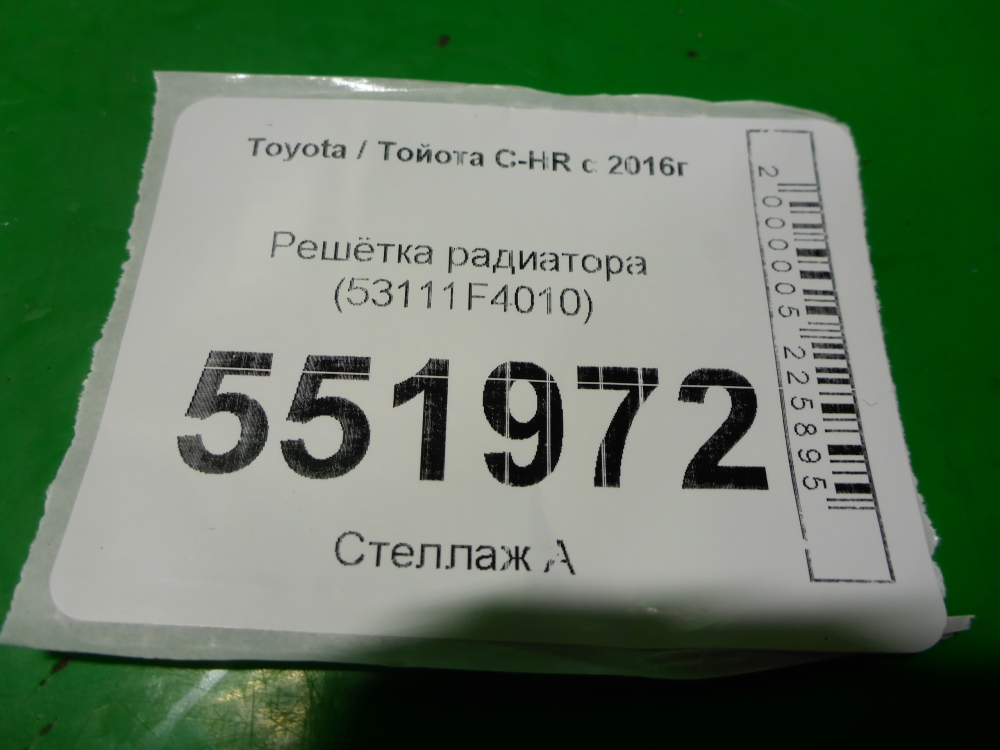 Toyota / Тойота C-HR с 2016г
Решётка радиатора
(53111F4010)
551972
Стеллаж А
2000005225895